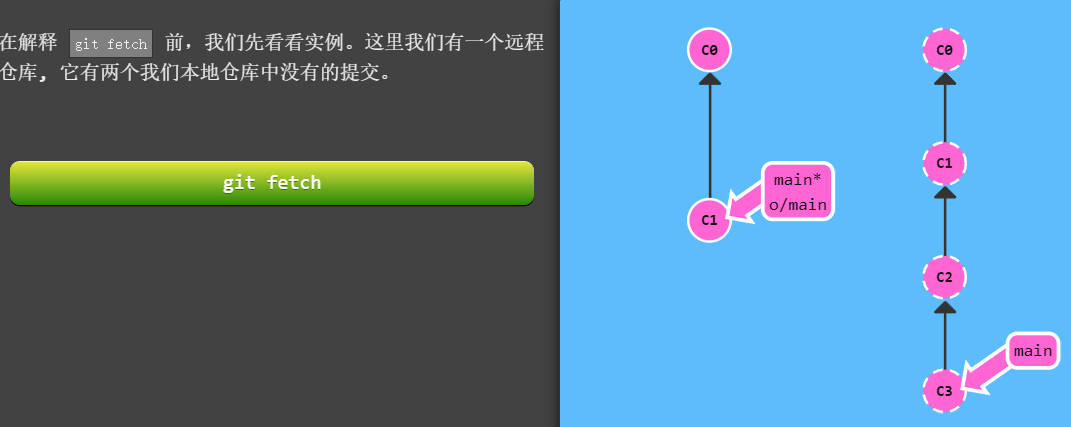 在解释 git fetch 前，我们先看看实例。这里我们有一个远程
仓库, 它有两个我们本地仓库中没有的提交。
git fetch
C0
C1
main*
o/main
C0
C1
C2
C3
main